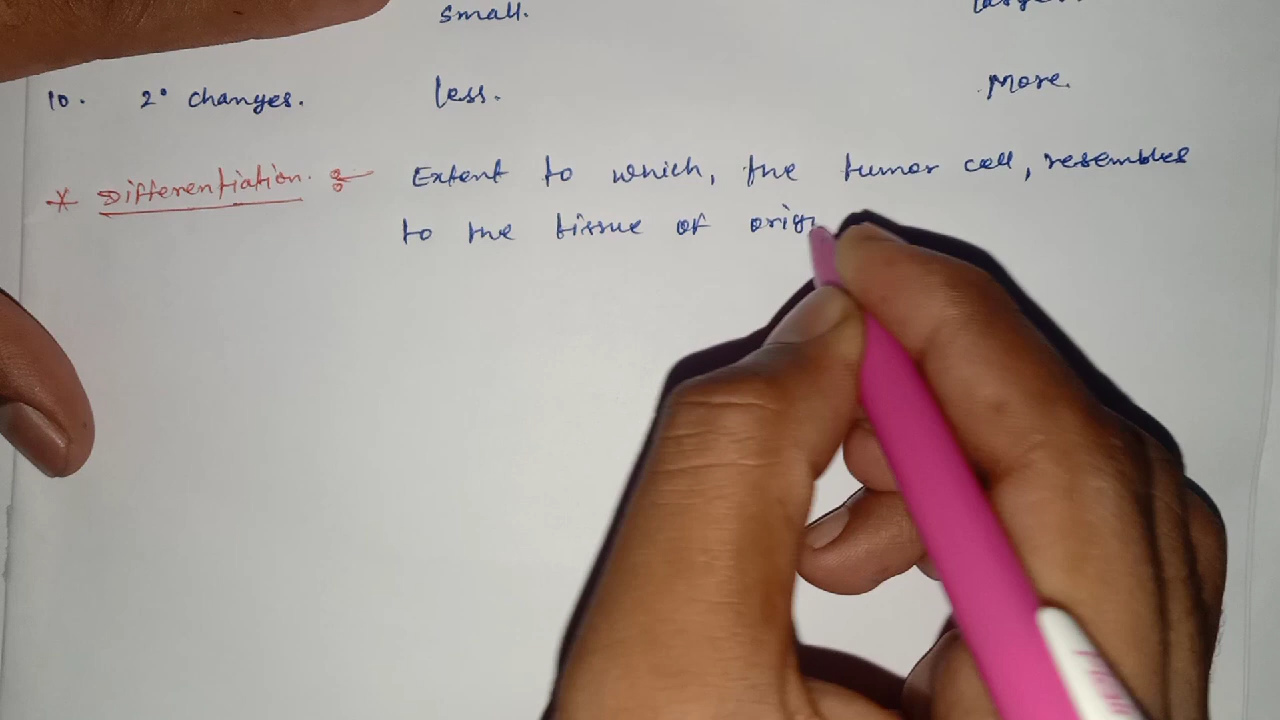 small.
10. 2° changes. less. More.
* Differentiation :- Extent to which, the tumor cell, resembles
to the tissue of orig